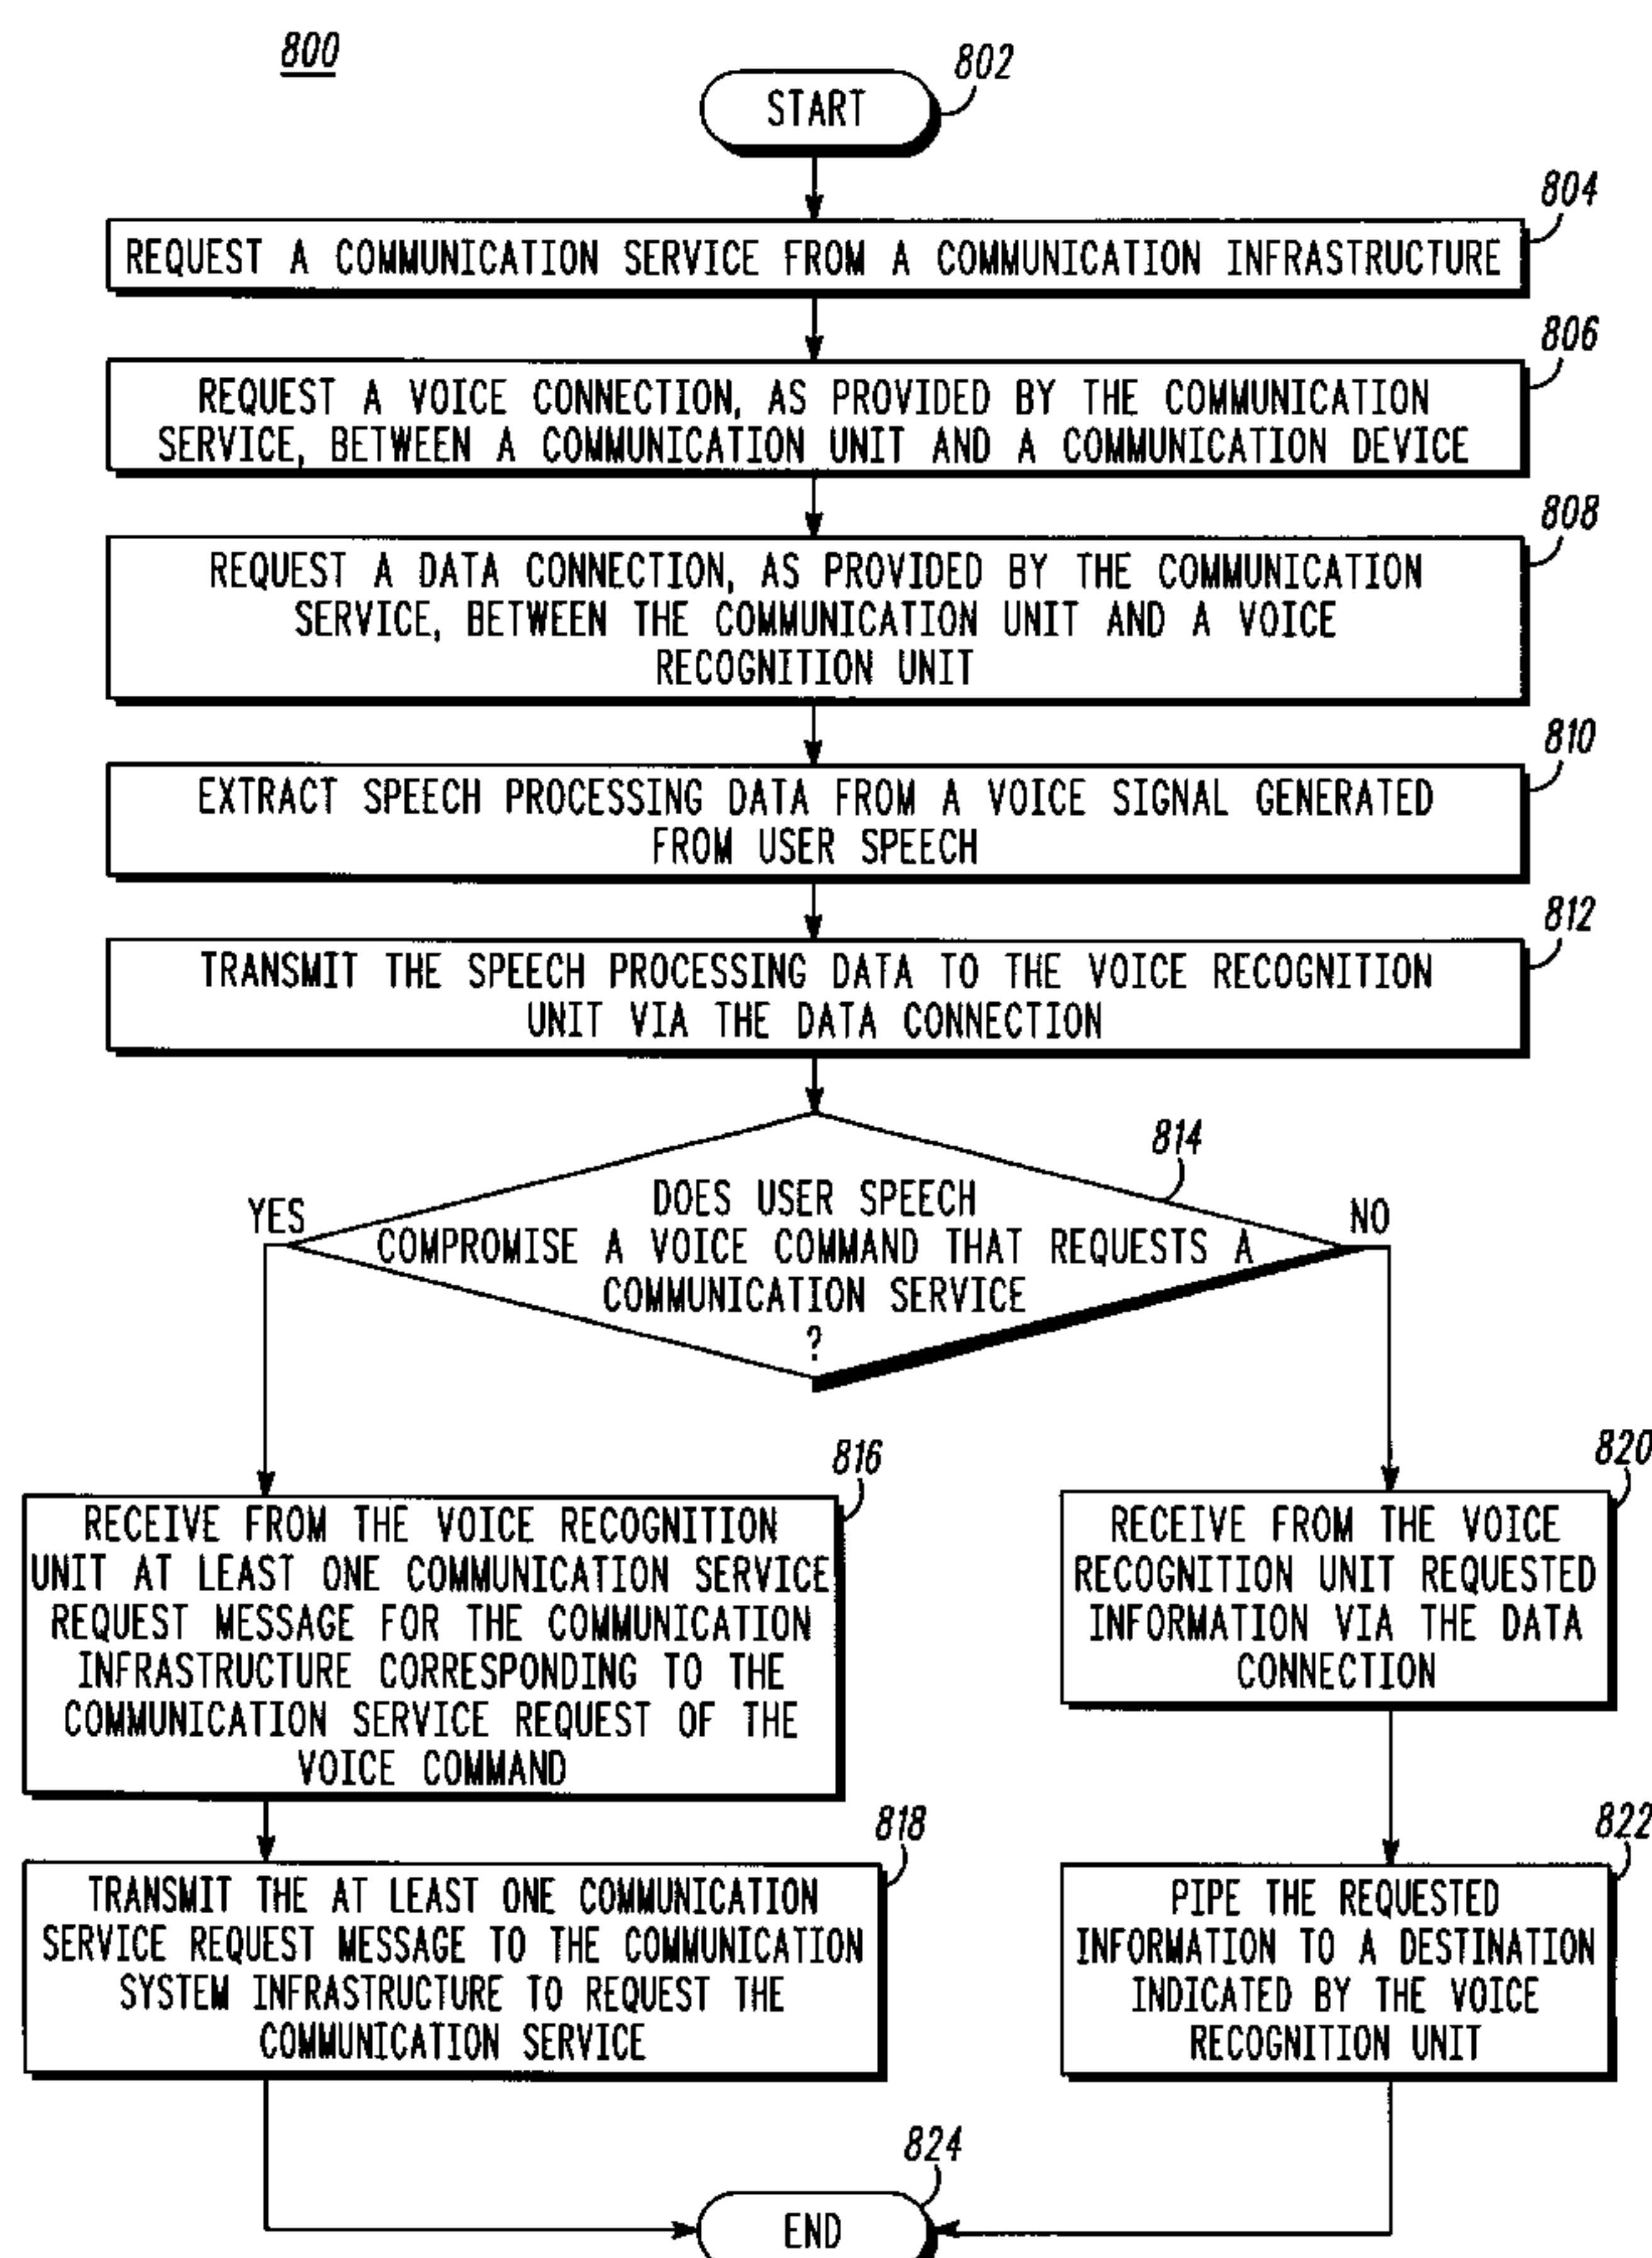 800
802
START
804
REQUEST A COMMUNICATION SERVICE FROM A COMMUNICATION INFRASTRUCTURE
806
REQUEST A VOICE CONNECTION, AS PROVIDED BY THE COMMUNICATION
SERVICE, BETWEEN A COMMUNICATION UNIT AND A COMMUNICATION DEVICE
808
REQUEST A DATA CONNECTION, AS PROVIDED BY THE COMMUNICATION
SERVICE, BETWEEN THE COMMUNICATION UNIT AND A VOICE
RECOGNITION UNIT
810
EXTRACT SPEECH PROCESSING DATA FROM A VOICE SIGNAL GENERATED
FROM USER SPEECH
812
TRANSMIT THE SPEECH PROCESSING DATA TO THE VOICE RECOGNITION
UNIT VIA THE DATA CONNECTION
814
DOES USER SPEECH
COMPROMISE A VOICE COMMAND THAT REQUESTS A
COMMUNICATION SERVICE
?
YES
NO
816
RECEIVE FROM THE VOICE RECOGNITION
UNIT AT LEAST ONE COMMUNICATION SERVICE
REQUEST MESSAGE FOR THE COMMUNICATION
INFRASTRUCTURE CORRESPONDING TO THE
COMMUNICATION SERVICE REQUEST OF THE
VOICE COMMAND
818
TRANSMIT THE AT LEAST ONE COMMUNICATION
SERVICE REQUEST MESSAGE TO THE COMMUNICATION
SYSTEM INFRASTRUCTURE TO REQUEST THE
COMMUNICATION SERVICE
820
RECEIVE FROM THE VOICE
RECOGNITION UNIT REQUESTED
INFORMATION VIA THE DATA
CONNECTION
822
PIPE THE REQUESTED
INFORMATION TO A DESTINATION
INDICATED BY THE VOICE
RECOGNITION UNIT
824
END